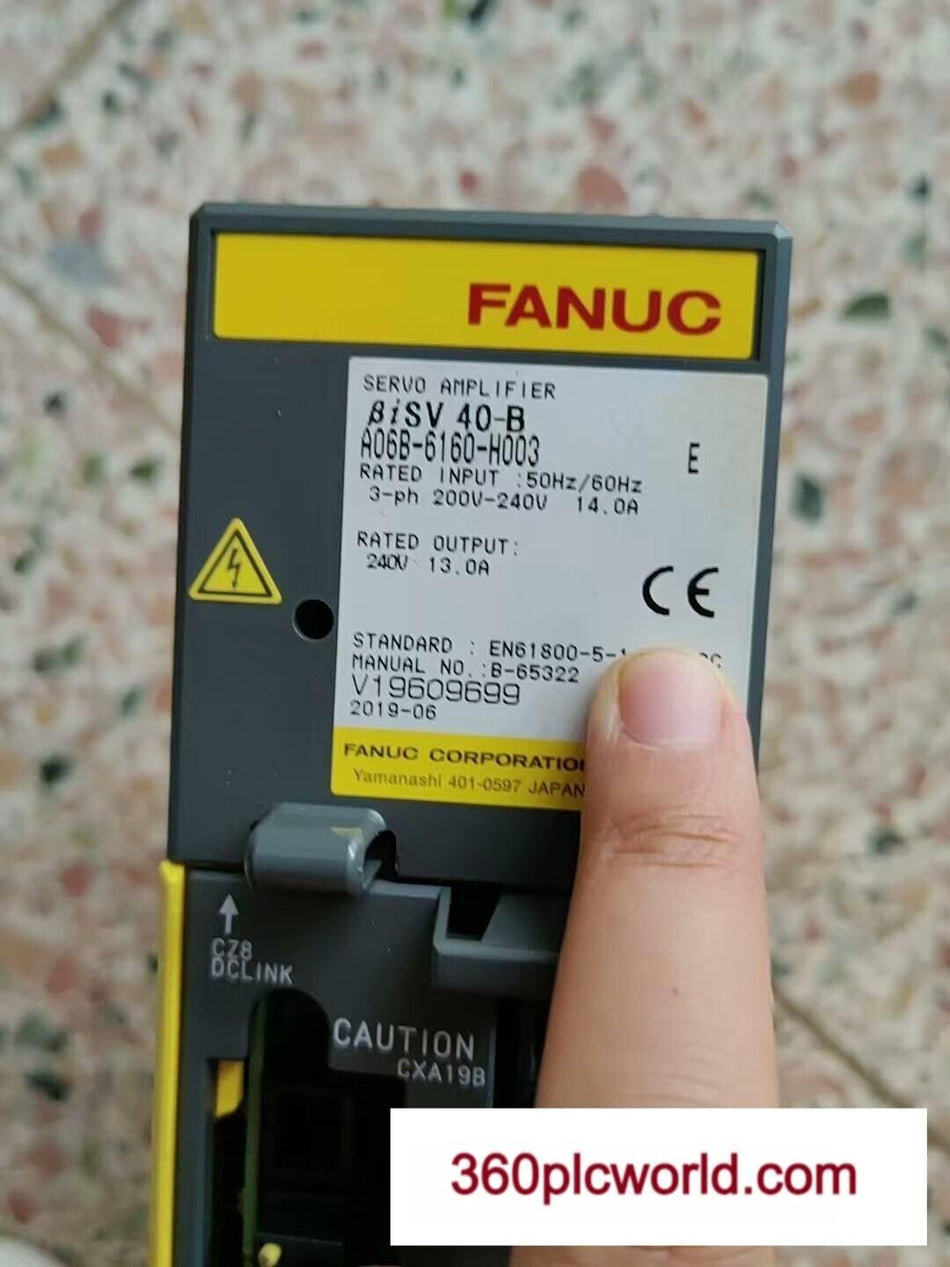 FANUC
SERVO AMPLIFIER
βiSV 40-B
A06B-6160-H003
E
RATED INPUT :50Hz/60Hz
3-ph 200V-240V 14.0A
RATED OUTPUT:
240V 13.0A
CE
STANDARD : EN61800-5-1
MANUAL NO.:B-65322
V19609699
2019-06
FANUC CORPORATION
Yamanashi 401-0597 JAPAN
CZ8
DCLINK
CAUTION
CXA19B
360plcworld.com